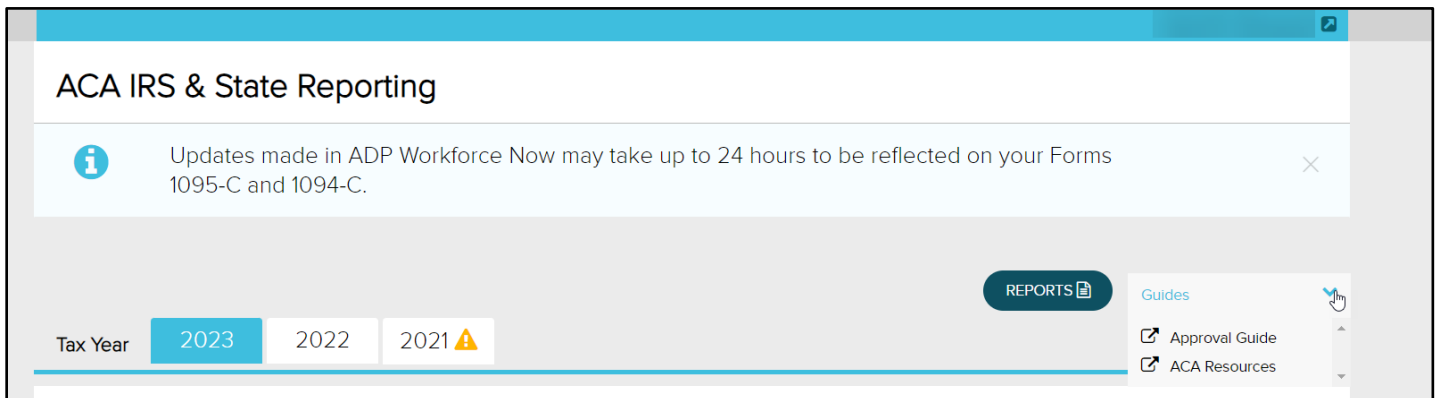 ACA IRS & State Reporting
Updates made in ADP Workforce Now may take up to 24 hours to be reflected on your Forms
1095-C and 1094-C.
REPORTS
Guides
Approval Guide
ACA Resources
Tax Year
2023
2022
2021